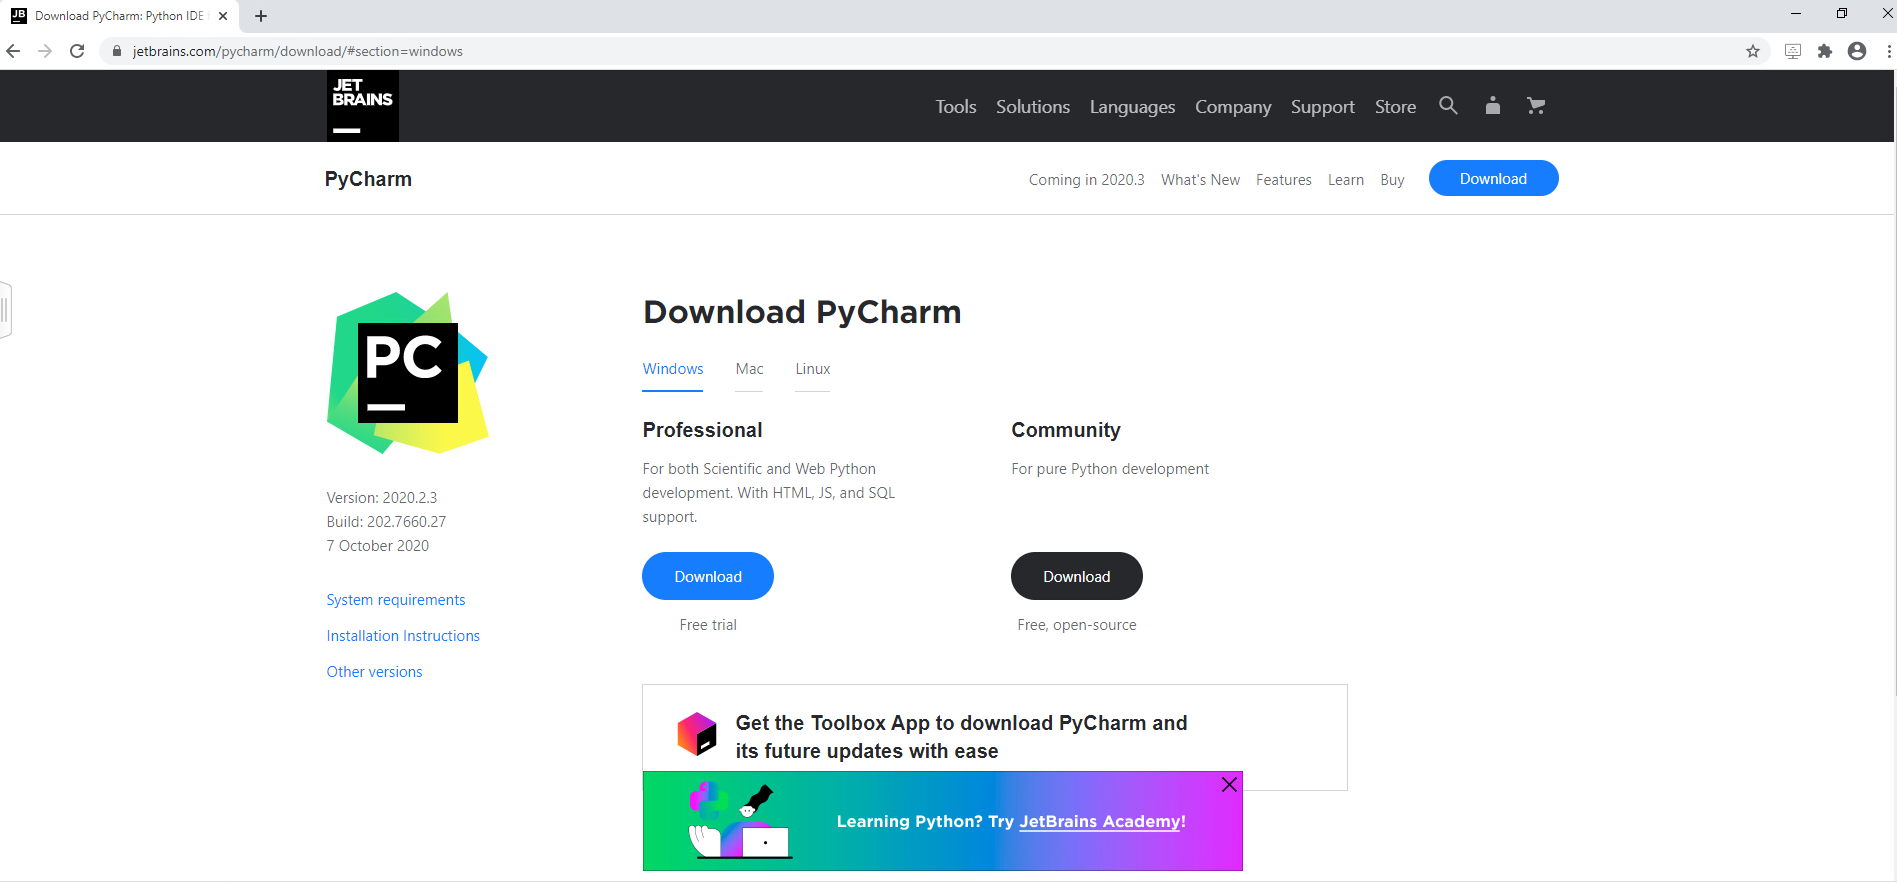 JB Download PyCharm: Python IDE
jetbrains.com/pycharm/download/#section=windows
JET
BRAINS
Tools Solutions Languages Company Support Store
PyCharm
Coming in 2020.3 What's New Features Learn Buy Download
PC
Version: 2020.2.3
Build: 202.7660.27
7 October 2020
System requirements
Installation Instructions
Other versions
Download PyCharm
Windows Mac Linux
Professional
For both Scientific and Web Python
development. With HTML, JS, and SQL
support.
Download
Free trial
Community
For pure Python development
Download
Free, open-source
Get the Toolbox App to download PyCharm and
its future updates with ease
Learning Python? Try JetBrains Academy!